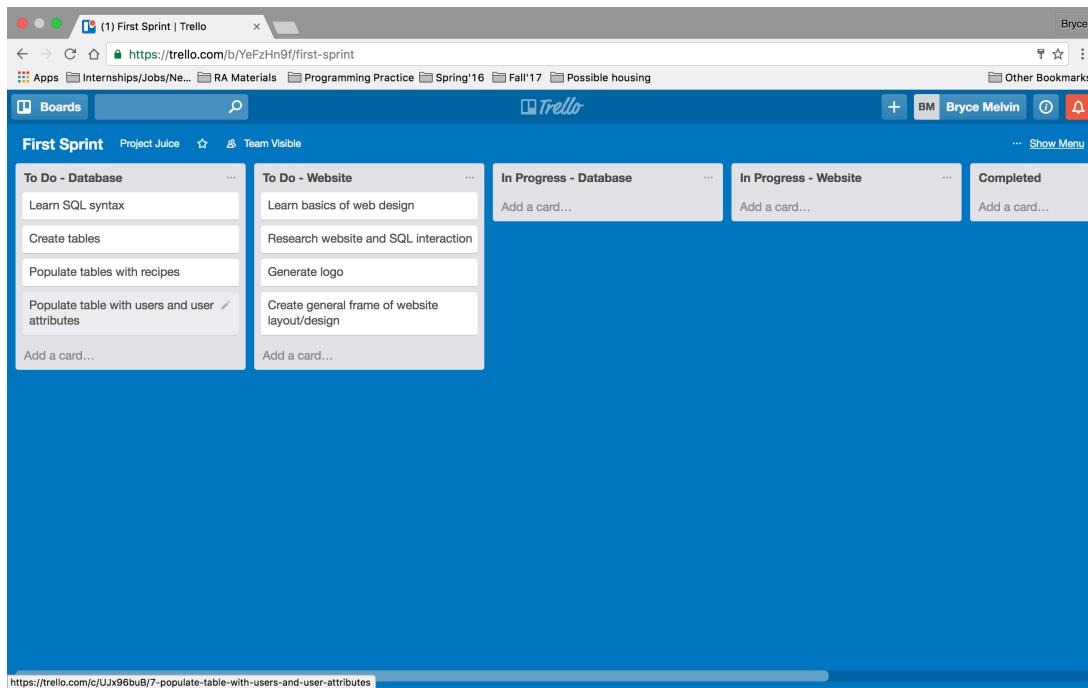 (1) First Sprint | Trello
Bryce
https://trello.com/b/YeFzHn9f/first-sprint
Apps Internships/Jobs/Ne... RA Materials Programming Practice Spring'16 Fall'17 Possible housing Other Bookmarks
Boards Trello + BM Bryce Melvin
First Sprint Project Juice Team Visible ... Show Menu
To Do - Database ...
Learn SQL syntax
Create tables
Populate tables with recipes
Populate table with users and user
attributes
Add a card...
To Do - Website ...
Learn basics of web design
Research website and SQL interaction
Generate logo
Create general frame of website
layout/design
Add a card...
In Progress - Database ...
Add a card...
In Progress - Website ...
Add a card...
Completed
Add a card...
https://trello.com/c/UJx96buB/7-populate-table-with-users-and-user-attributes